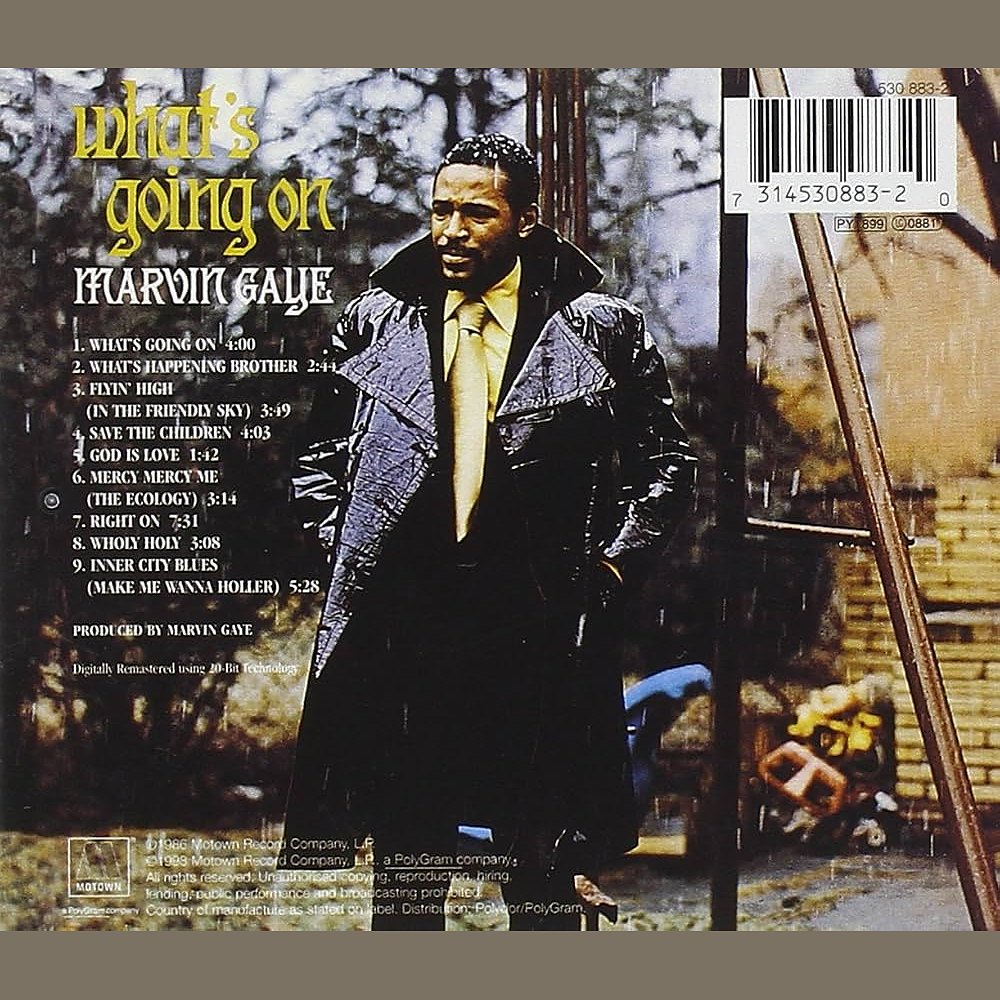 what's
going on
MARVIN GAYE
1. WHAT'S GOING ON 4:00
2. WHAT'S HAPPENING BROTHER 2:44
3. FLYIN' HIGH
(IN THE FRIENDLY SKY) 3:49
4. SAVE THE CHILDREN 4:03
5. GOD IS LOVE 1:42
6. MERCY MERCY ME
(THE ECOLOGY) 3:14
7. RIGHT ON 7:31
8. WHOLY HOLY 3:08
9. INNER CITY BLUES
(MAKE ME WANNA HOLLER) 5:28
PRODUCED BY MARVIN GAYE
Digitally Remastered using 20-Bit Technology
530 883-2
7 314530883-2 0
PY 899 0881
M
MOTOWN
a PolyGram company
℗1986 Motown Record Company, L.P.
©1993 Motown Record Company, L.P., a PolyGram company.
All rights reserved. Unauthorised copying, reproduction, hiring,
lending, public performance and broadcasting prohibited.
Country of manufacture as stated on label. Distribution: Polydor/PolyGram.